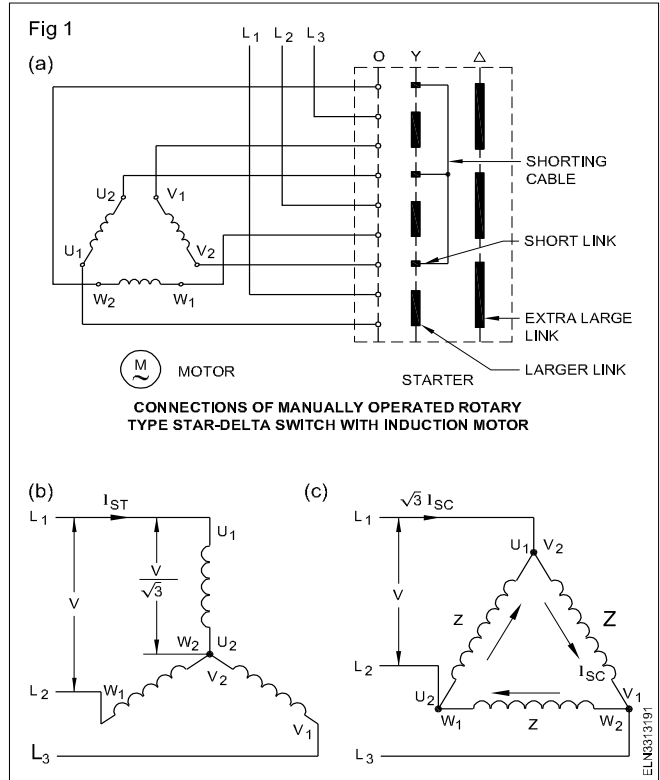 Fig 1
L1 L2 L3
(a)
O Y Δ
SHORTING
CABLE
U2 V1
U1 V2
SHORT LINK
W2 W1
EXTRA LARGE
LINK
M
~
MOTOR
STARTER
LARGER LINK
CONNECTIONS OF MANUALLY OPERATED ROTARY
TYPE STAR-DELTA SWITCH WITH INDUCTION MOTOR
(b)
IST
L1
U1
V
V
√3
W2 U2
V2
L2
W1
V1
L3
(c)
√3 ISC
L1
U1 V2
V
Z Z
ISC
L2
U2 V1
W1 Z W2
L3
ELN3313191